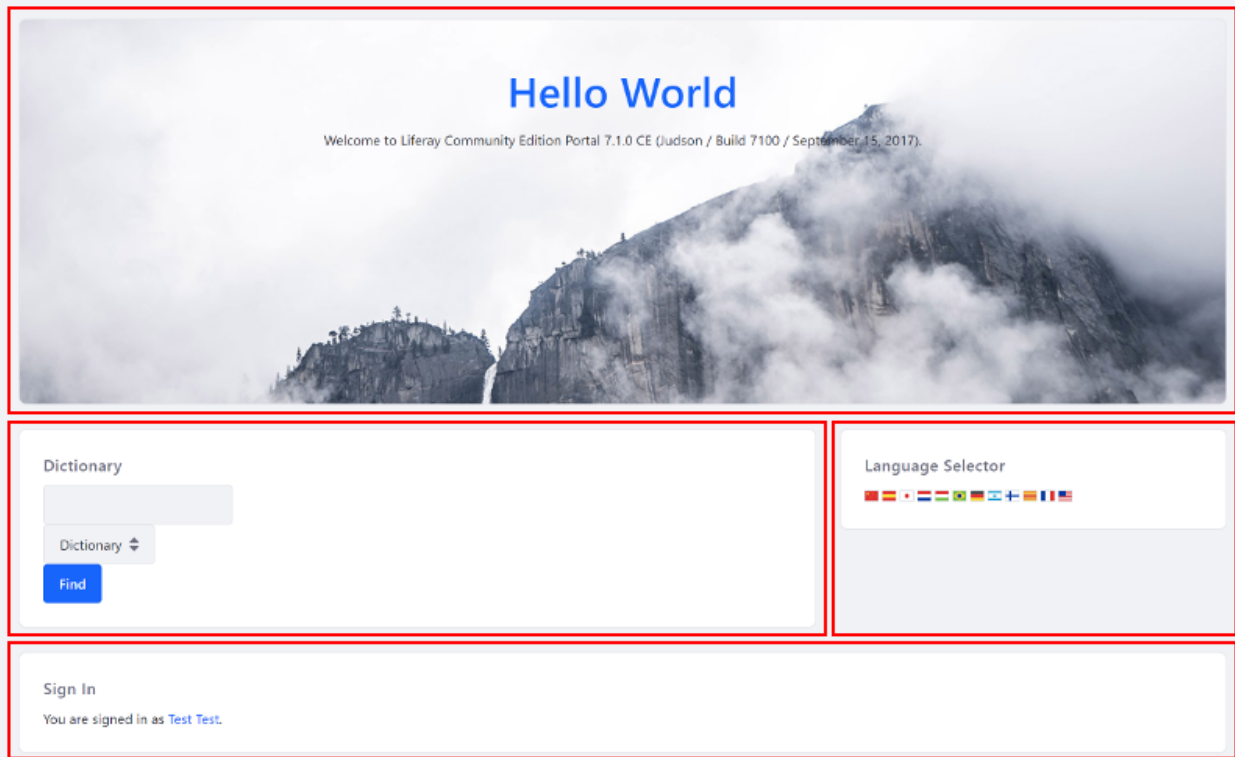 Hello World
Welcome to Liferay Community Edition Portal 7.1.0 CE (Judson / Build 7100 / September 15, 2017).
Dictionary
Dictionary
Find
Language Selector
Sign In
You are signed in as Test Test.